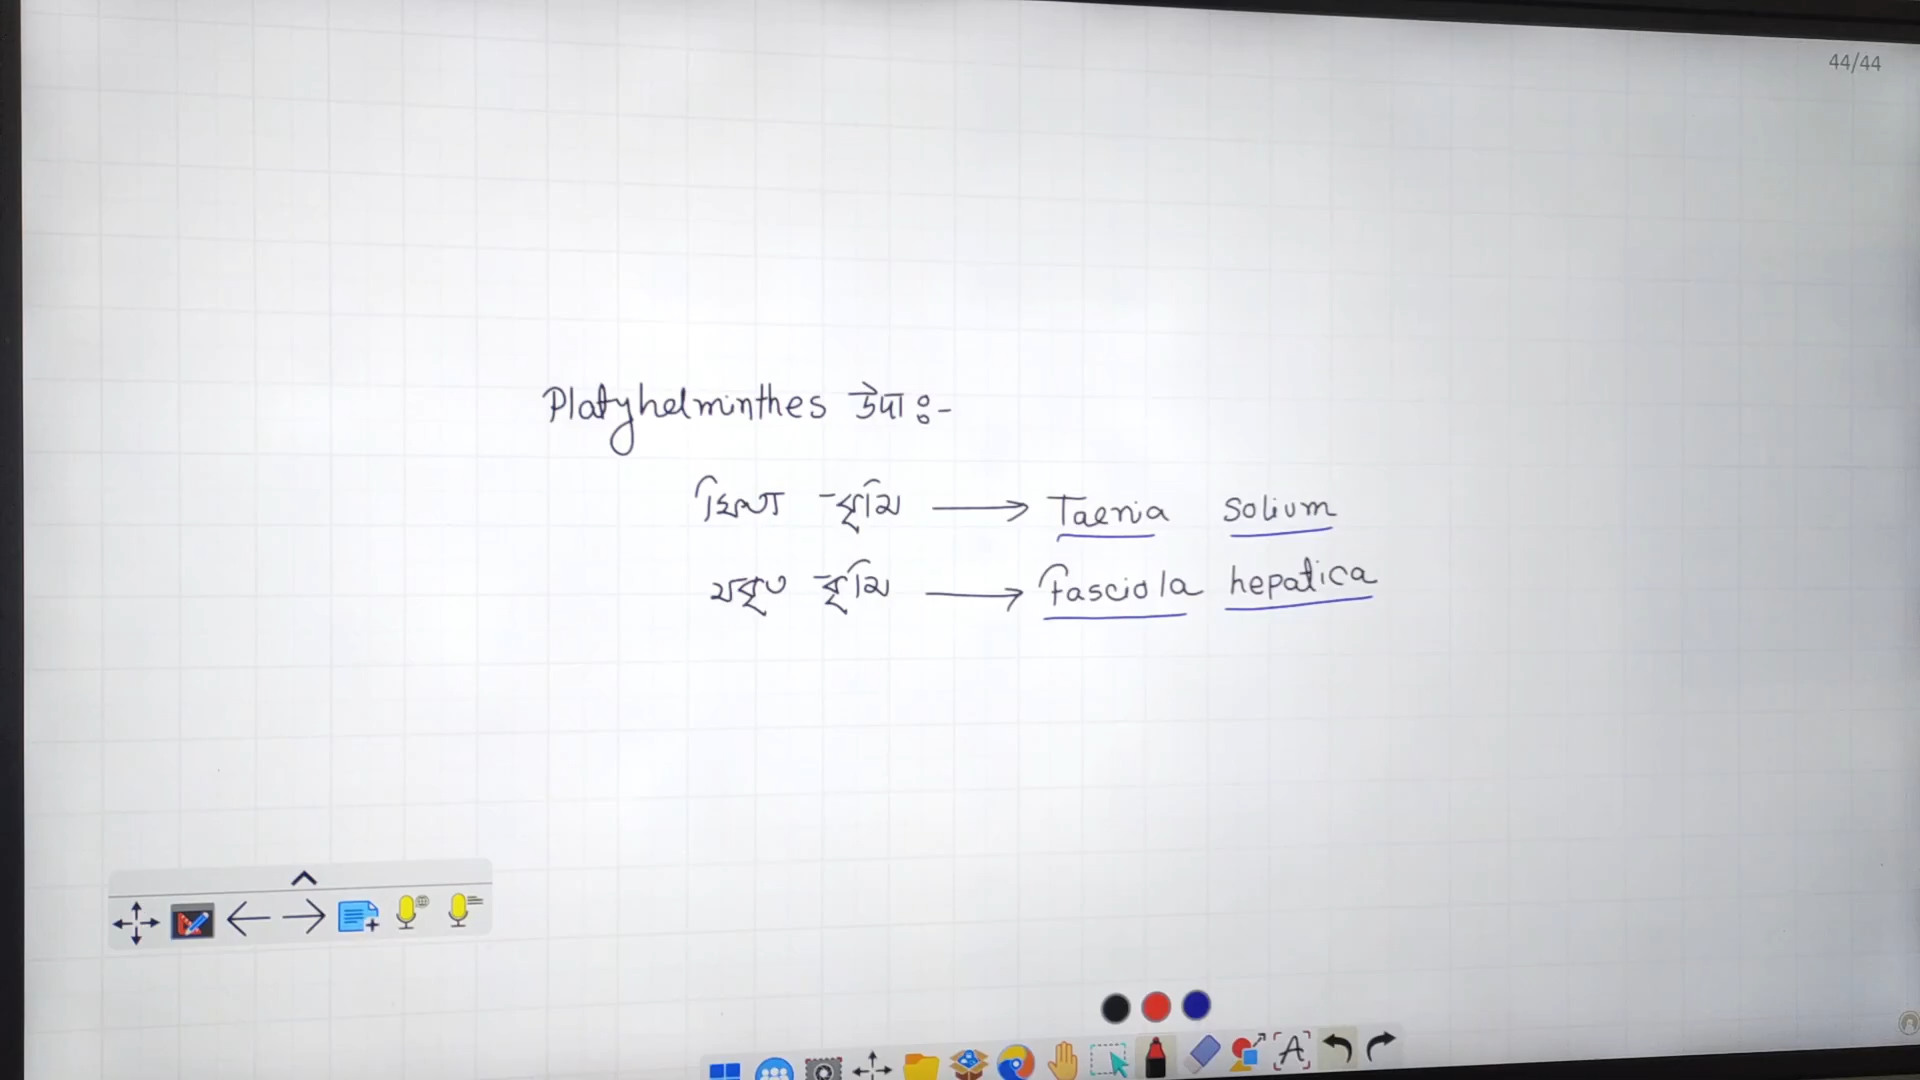 44/44
Platyhelminthes উদাঃ-
ফিতা কৃমি → Taenia Solium
যকৃৎ কৃমি → Fasciola hepatica